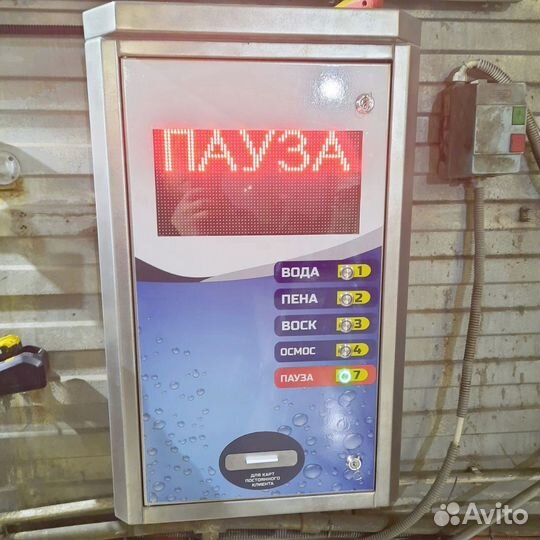 ПАУЗА
ВОДА 1
ПЕНА 2
ВОСК 3
ОСМОС 4
ПАУЗА 7
ДЛЯ КАРТ
ПОСТОЯННОГО
КЛИЕНТА
Avito